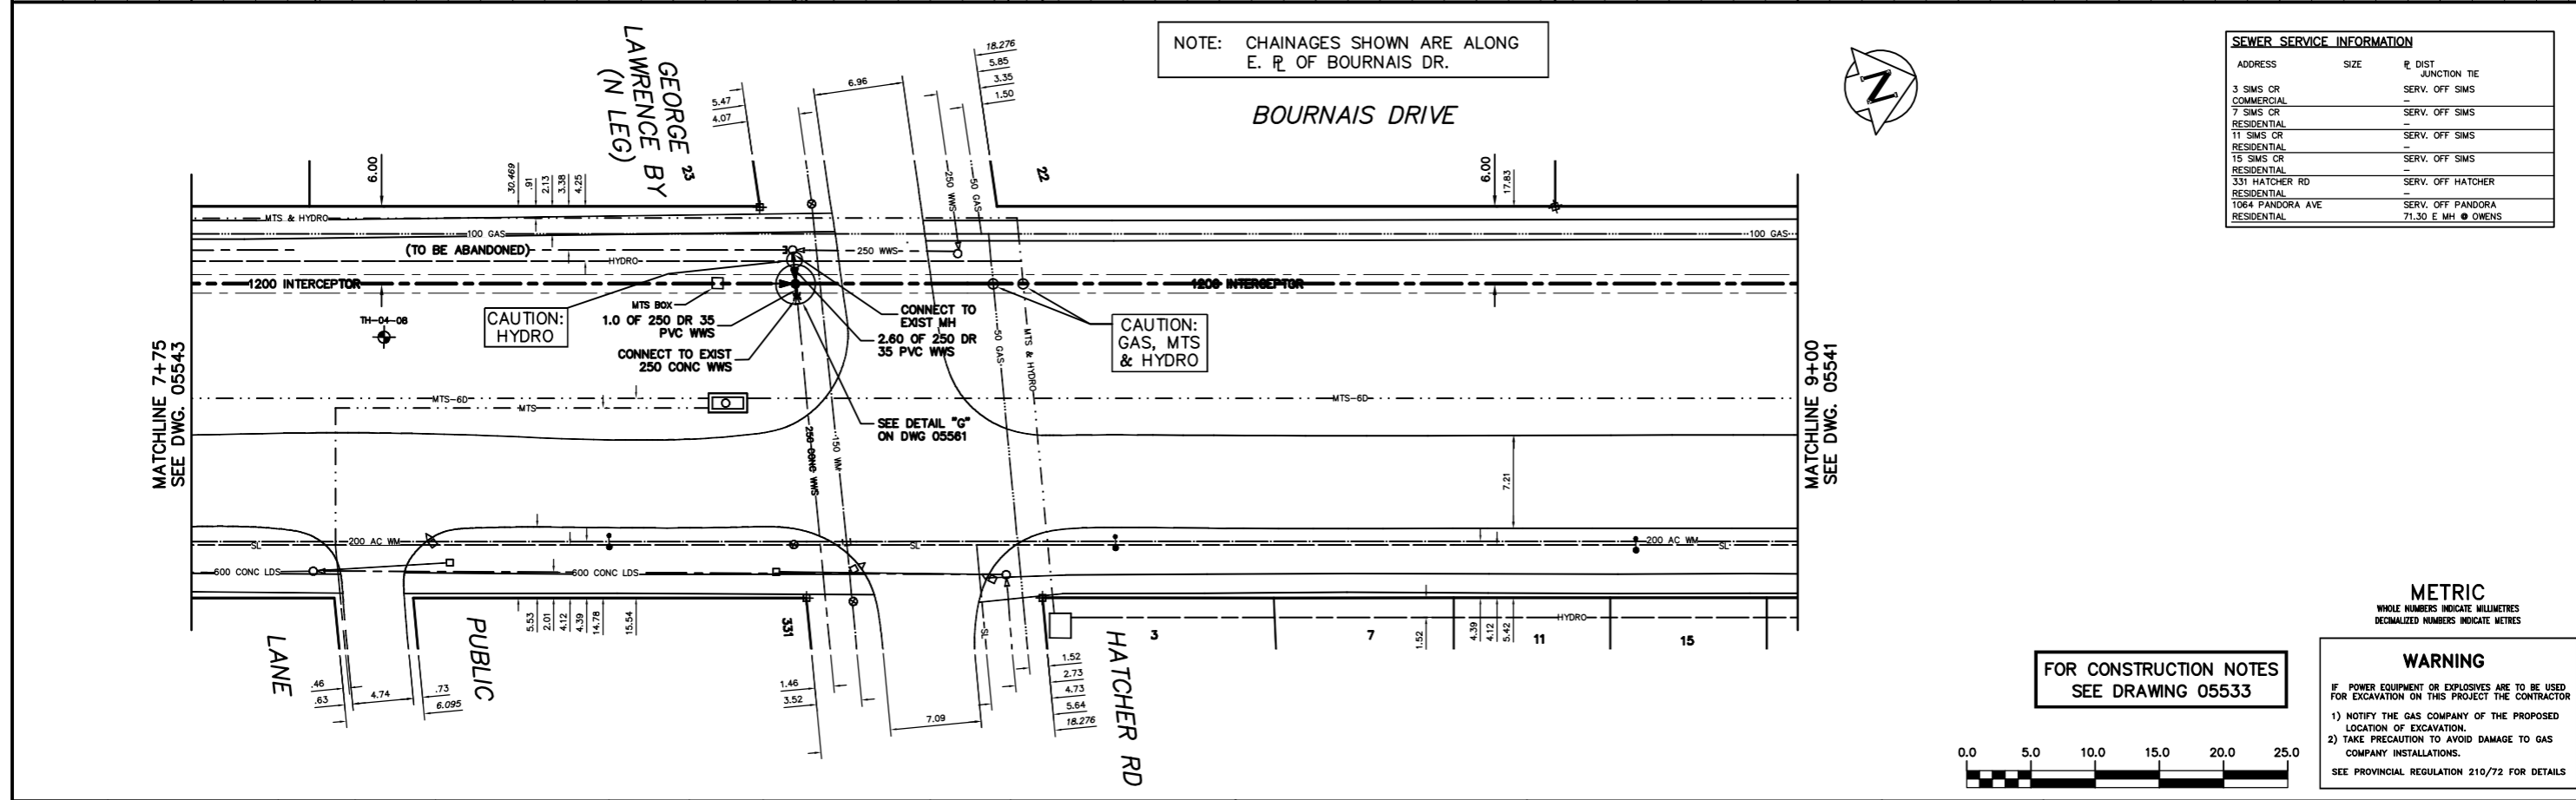 NOTE: CHAINAGES SHOWN ARE ALONG
E. PL OF BOURNAIS DR.
BOURNAIS DRIVE
N
GEORGE
LAWRENCE BY
(N LEG)
23
22
5.47
4.07
6.96
18.276
5.85
3.35
1.50
6.00
30.469
.91
2.13
3.38
4.25
6.00
17.83
250 WWS
50 GAS
MTS & HYDRO
100 GAS
100 GAS
(TO BE ABANDONED)
250 WWS
HYDRO
1200 INTERCEPTOR
1200 INTERCEPTOR
MTS BOX
TH-04-08
CAUTION:
HYDRO
1.0 OF 250 DR 35
PVC WWS
CONNECT TO EXIST
250 CONC WWS
CONNECT TO
EXIST MH
2.60 OF 250 DR
35 PVC WWS
CAUTION:
GAS, MTS
& HYDRO
50 GAS
MTS & HYDRO
MATCHLINE 7+75
SEE DWG. 05543
MATCHLINE 9+00
SEE DWG. 05541
MTS-6D
MTS
MTS-6D
SEE DETAIL "G"
ON DWG 05561
250 CONC WWS
150 WM
7.21
SL
200 AC WM
SL
200 AC WM
SL
600 CONC LDS
600 CONC LDS
5.53
2.01
4.12
4.39
14.78
15.54
331
SL
HYDRO
3
7
11
15
1.52
4.39
4.12
5.42
LANE
PUBLIC
HATCHER RD
.46
.63
4.74
.73
6.095
1.46
3.52
7.09
1.52
2.73
4.73
5.64
18.276
SEWER SERVICE INFORMATION
ADDRESS SIZE PL DIST
JUNCTION TIE
3 SIMS CR SERV. OFF SIMS
COMMERCIAL –
7 SIMS CR SERV. OFF SIMS
RESIDENTIAL –
11 SIMS CR SERV. OFF SIMS
RESIDENTIAL –
15 SIMS CR SERV. OFF SIMS
RESIDENTIAL –
331 HATCHER RD SERV. OFF HATCHER
RESIDENTIAL –
1064 PANDORA AVE SERV. OFF PANDORA
RESIDENTIAL 71.30 E MH @ OWENS
METRIC
WHOLE NUMBERS INDICATE MILLIMETRES
DECIMALIZED NUMBERS INDICATE METRES
FOR CONSTRUCTION NOTES
SEE DRAWING 05533
WARNING
IF POWER EQUIPMENT OR EXPLOSIVES ARE TO BE USED
FOR EXCAVATION ON THIS PROJECT THE CONTRACTOR
1) NOTIFY THE GAS COMPANY OF THE PROPOSED
LOCATION OF EXCAVATION.
2) TAKE PRECAUTION TO AVOID DAMAGE TO GAS
COMPANY INSTALLATIONS.
SEE PROVINCIAL REGULATION 210/72 FOR DETAILS
0.0 5.0 10.0 15.0 20.0 25.0